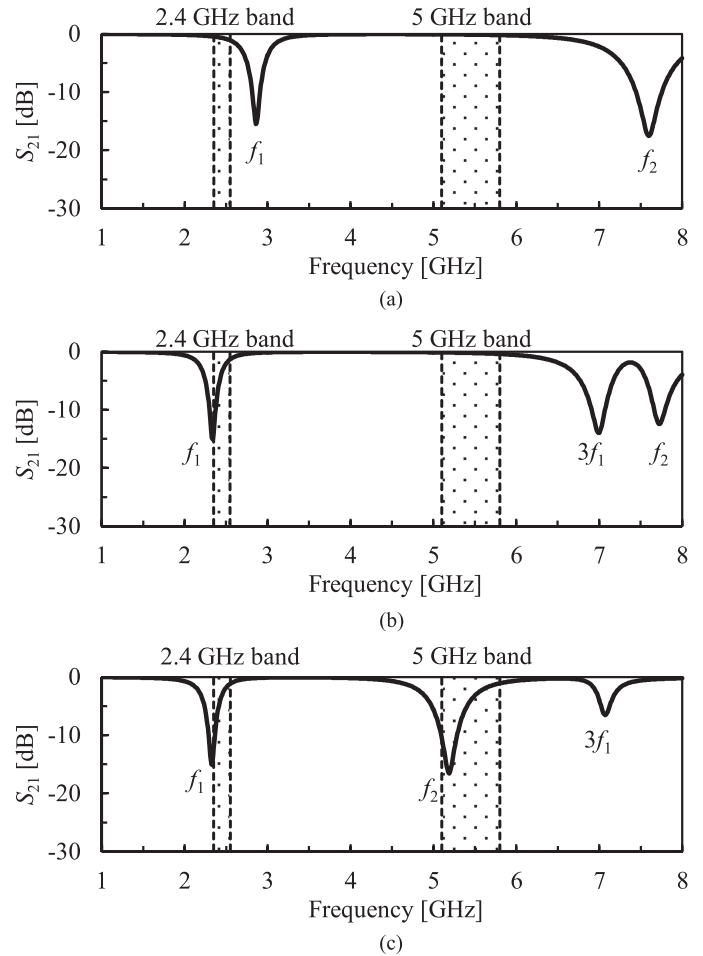 2.4 GHz band 5 GHz band
0
-10
-20
-30
S21 [dB]
f1
f2
1 2 3 4 5 6 7 8
Frequency [GHz]
(a)
2.4 GHz band 5 GHz band
0
-10
-20
-30
S21 [dB]
f1
3f1
f2
1 2 3 4 5 6 7 8
Frequency [GHz]
(b)
2.4 GHz band 5 GHz band
0
-10
-20
-30
S21 [dB]
f1
f2
3f1
1 2 3 4 5 6 7 8
Frequency [GHz]
(c)